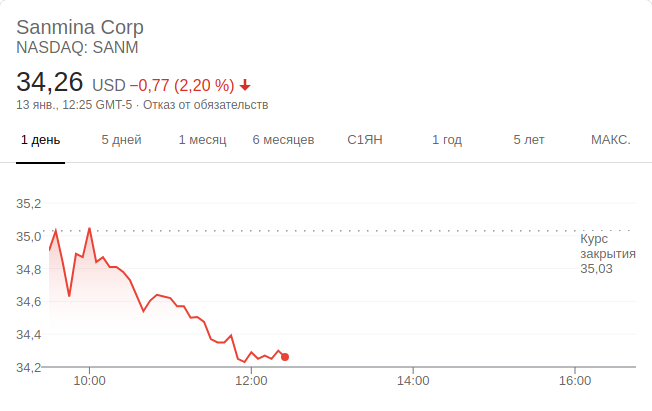 Sanmina Corp
NASDAQ: SANM
34,26 USD −0,77 (2,20 %)
13 янв., 12:25 GMT-5 · Отказ от обязательств
1 день 5 дней 1 месяц 6 месяцев С1ЯН 1 год 5 лет МАКС.
35,2
35,0
Курс
закрытия
35,03
34,8
34,6
34,4
34,2
10:00 12:00 14:00 16:00